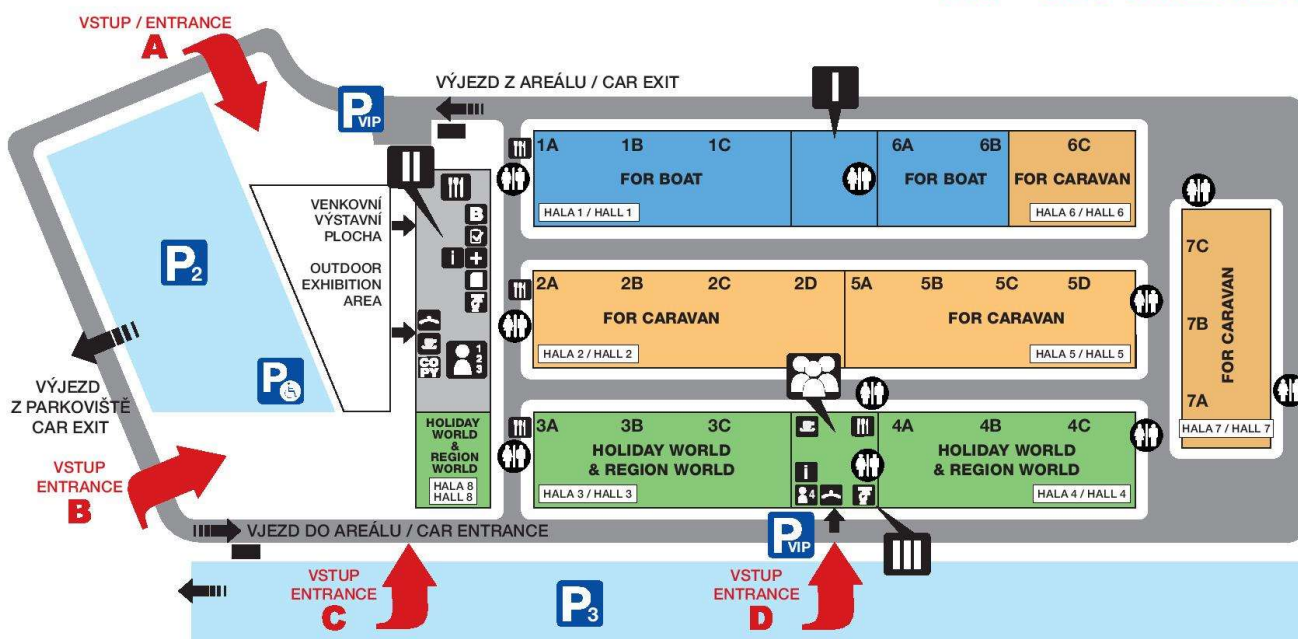 VSTUP / ENTRANCE
A
VÝJEZD Z AREÁLU / CAR EXIT
P VIP
I
II
1A 1B 1C 6A 6B 6C
FOR BOAT FOR BOAT FOR CARAVAN
HALA 1 / HALL 1 HALA 6 / HALL 6
VENKOVNÍ
VÝSTAVNÍ
PLOCHA
OUTDOOR
EXHIBITION
AREA
B
i
P2
2A 2B 2C 2D 5A 5B 5C 5D
FOR CARAVAN FOR CARAVAN
HALA 2 / HALL 2 HALA 5 / HALL 5
7C
7B
7A
FOR CARAVAN
HALA 7 / HALL 7
COPY
1
2
3
P
VÝJEZD
Z PARKOVIŠTĚ
CAR EXIT
HOLIDAY
WORLD
&
REGION
WORLD
HALA 8
HALL 8
3A 3B 3C 4A 4B 4C
HOLIDAY WORLD
& REGION WORLD
HOLIDAY WORLD
& REGION WORLD
i
4
HALA 3 / HALL 3 HALA 4 / HALL 4
VSTUP
ENTRANCE
B
VJEZD DO AREÁLU / CAR ENTRANCE
P VIP
III
VSTUP
ENTRANCE
C
P3
VSTUP
ENTRANCE
D